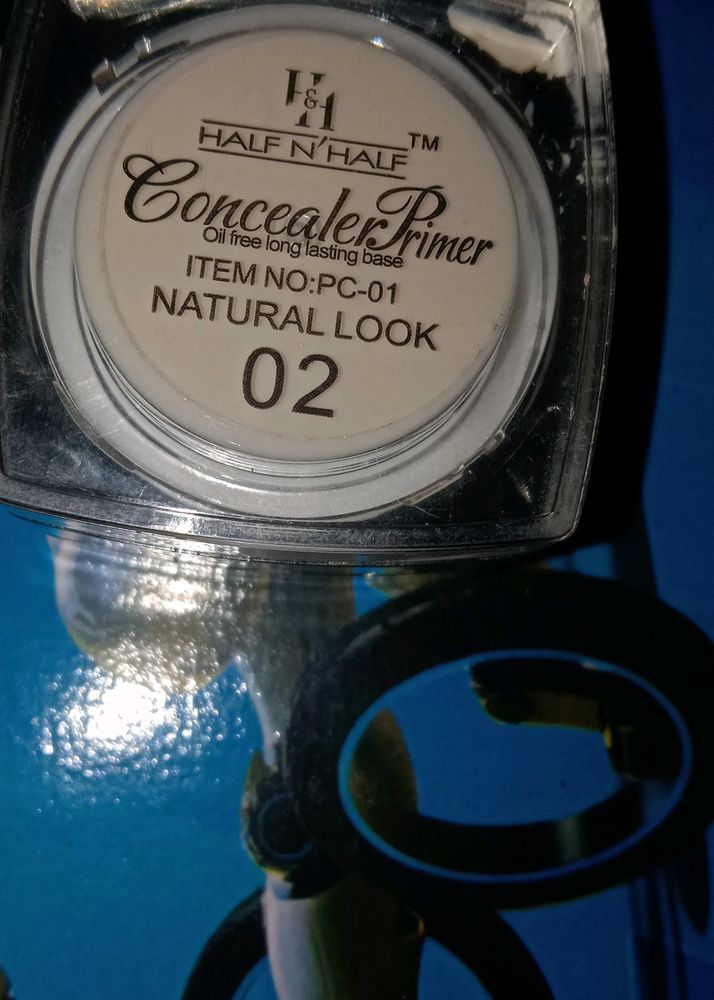 H&H
HALF N' HALF™
Concealer Primer
Oil free long lasting base
ITEM NO:PC-01
NATURAL LOOK
02